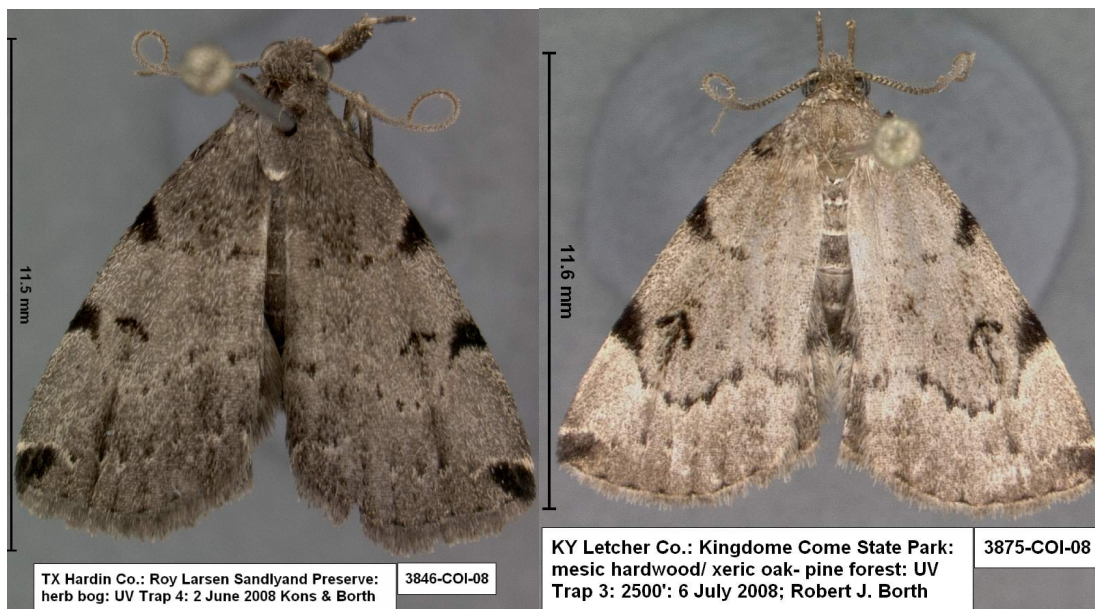 11.5 mm
TX Hardin Co.: Roy Larsen Sandlyand Preserve:
herb bog: UV Trap 4: 2 June 2008 Kons & Borth
3846-COI-08
11.6 mm
KY Letcher Co.: Kingdome Come State Park:
mesic hardwood/ xeric oak- pine forest: UV
Trap 3: 2500': 6 July 2008; Robert J. Borth
3875-COI-08